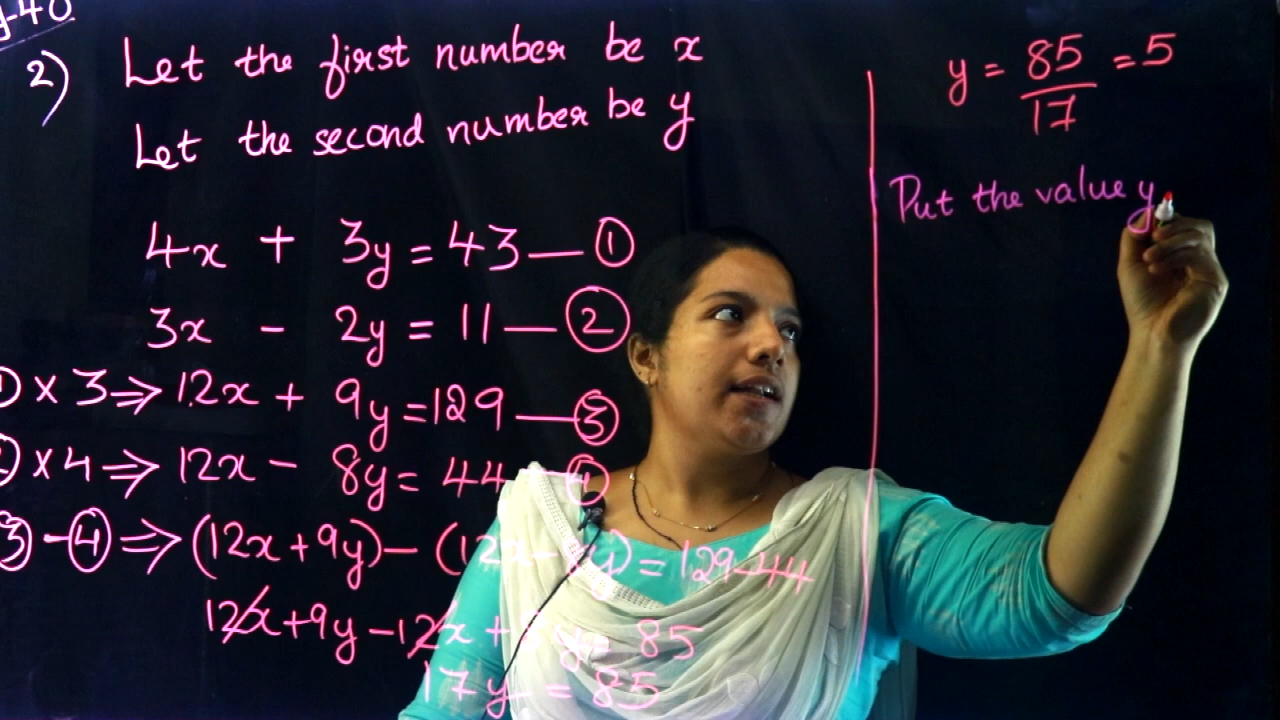 2) Let the first number be x
Let the second number be y
4x + 3y = 43 — ①
3x - 2y = 11 — ②
① × 3 ⇒ 12x + 9y = 129 — ③
② × 4 ⇒ 12x - 8y = 44 — ④
③ - ④ ⇒ (12x + 9y) - (12x - y) = 129 - 44
12x + 9y - 12x + y = 85
17y = 85
y = 85/17 = 5
Put the value y